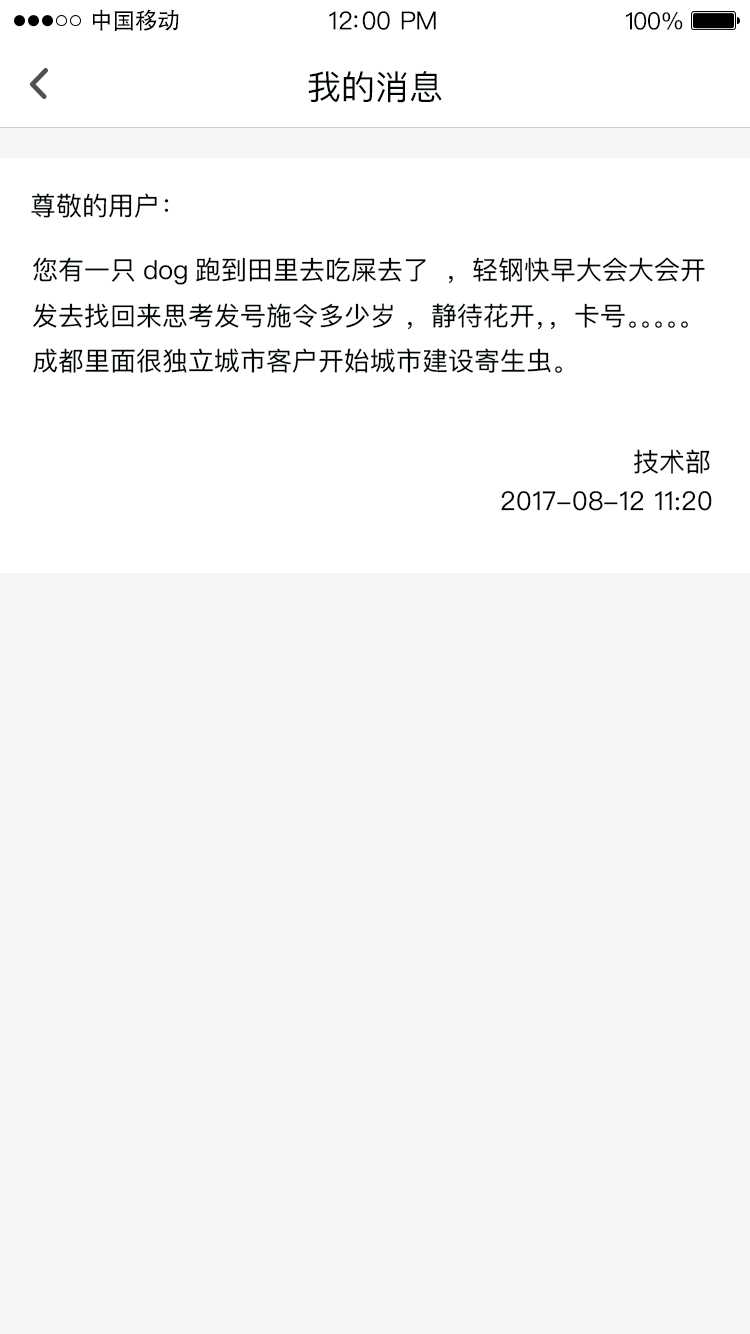 中国移动 12:00 PM 100%
我的消息
尊敬的用户：
您有一只 dog 跑到田里去吃屎去了 ，轻钢快早大会大会开
发去找回来思考发号施令多少岁 ，静待花开，，卡号。。。。。
成都里面很独立城市客户开始城市建设寄生虫。
技术部
2017-08-12 11:20